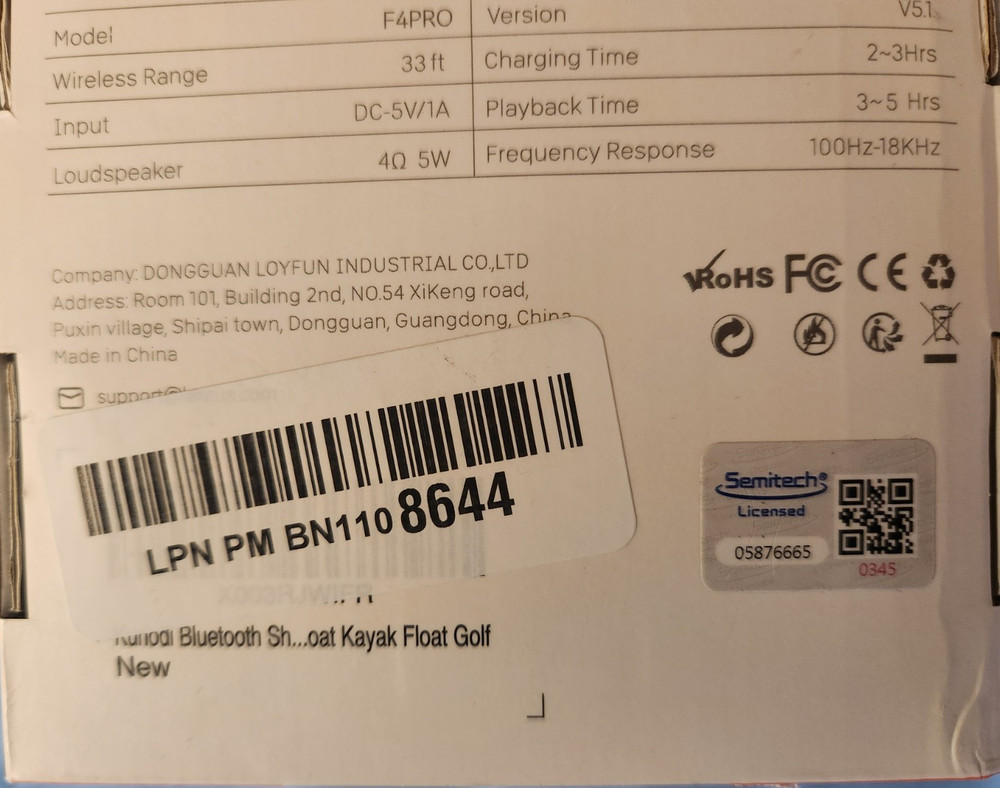 Model F4PRO
Version V5.1
Wireless Range 33 ft
Charging Time 2~3Hrs
Input DC-5V/1A
Playback Time 3~5 Hrs
Loudspeaker 4Ω 5W
Frequency Response 100Hz-18KHz
Company: DONGGUAN LOYFUN INDUSTRIAL CO.,LTD
Address: Room 101, Building 2nd, NO.54 XiKeng road,
Puxin village, Shipai town, Dongguan, Guangdong, China
Made in China
RoHS FC CE
support@
LPN PM BN110 8644
Bluetooth Sh...oat Kayak Float Golf
New
Semitech®
Licensed
05876665
0345